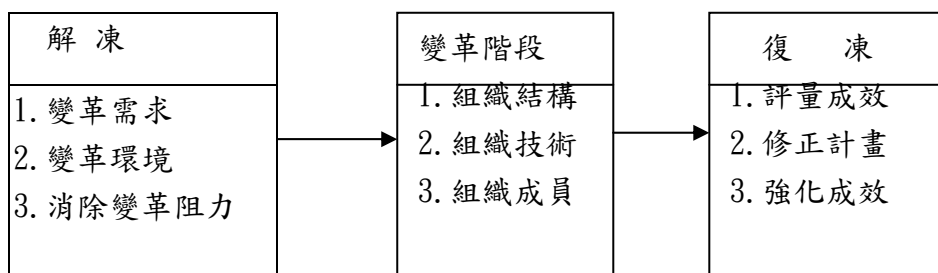 解 凍
1.變革需求
2.變革環境
3.消除變革阻力
變革階段
1.組織結構
2.組織技術
3.組織成員
復 凍
1.評量成效
2.修正計畫
3.強化成效